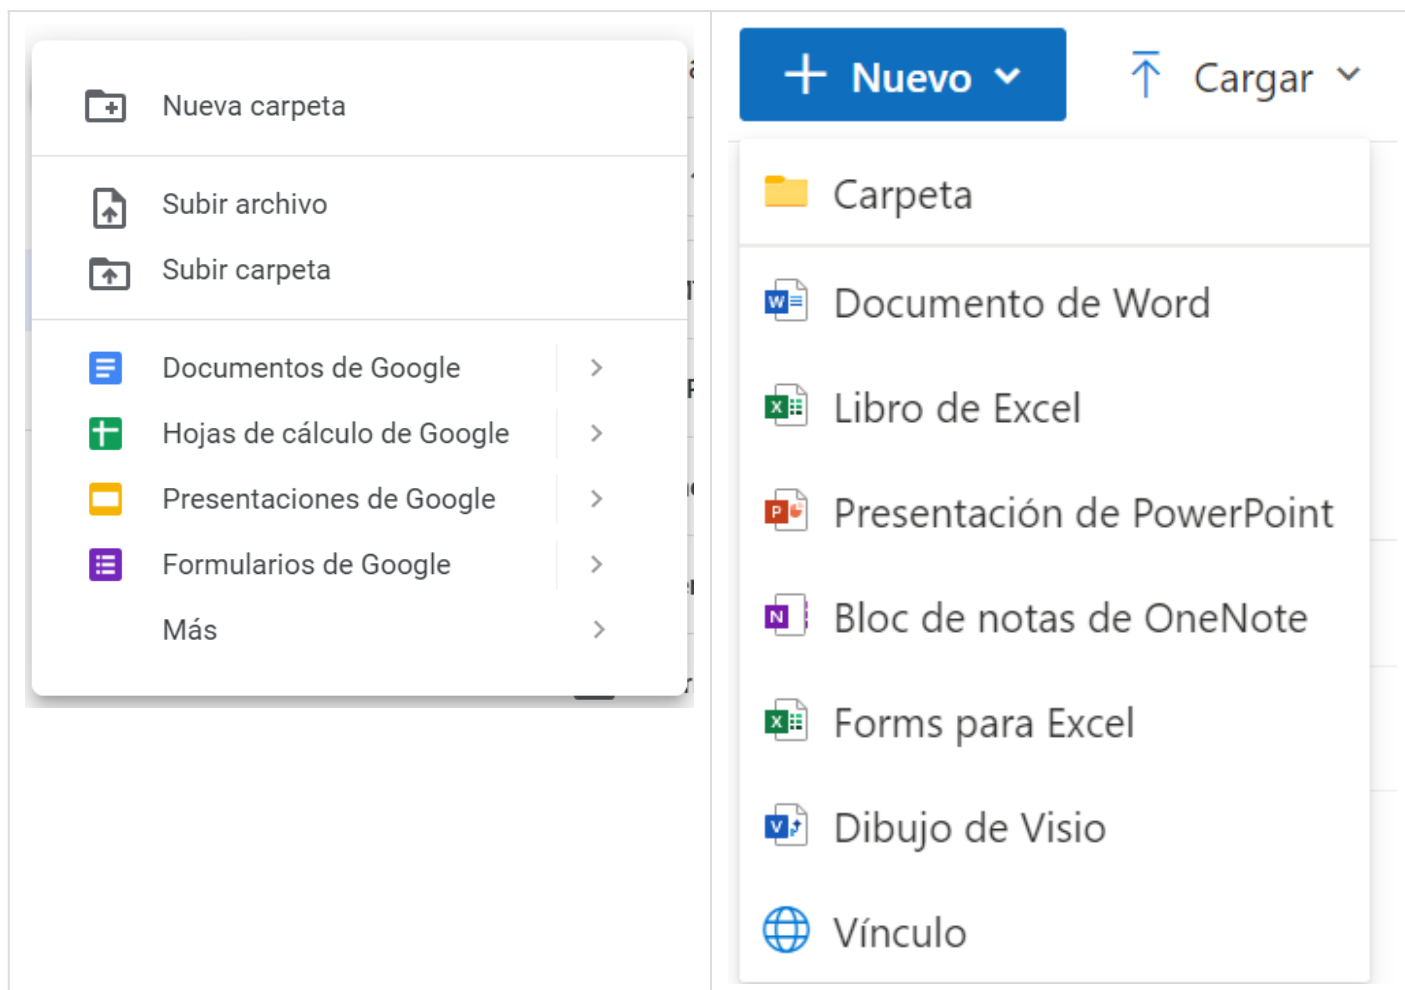 Nueva carpeta
Subir archivo
Subir carpeta
Documentos de Google
Hojas de cálculo de Google
Presentaciones de Google
Formularios de Google
Más
Nuevo
Cargar
Carpeta
Documento de Word
Libro de Excel
Presentación de PowerPoint
Bloc de notas de OneNote
Forms para Excel
Dibujo de Visio
Vínculo